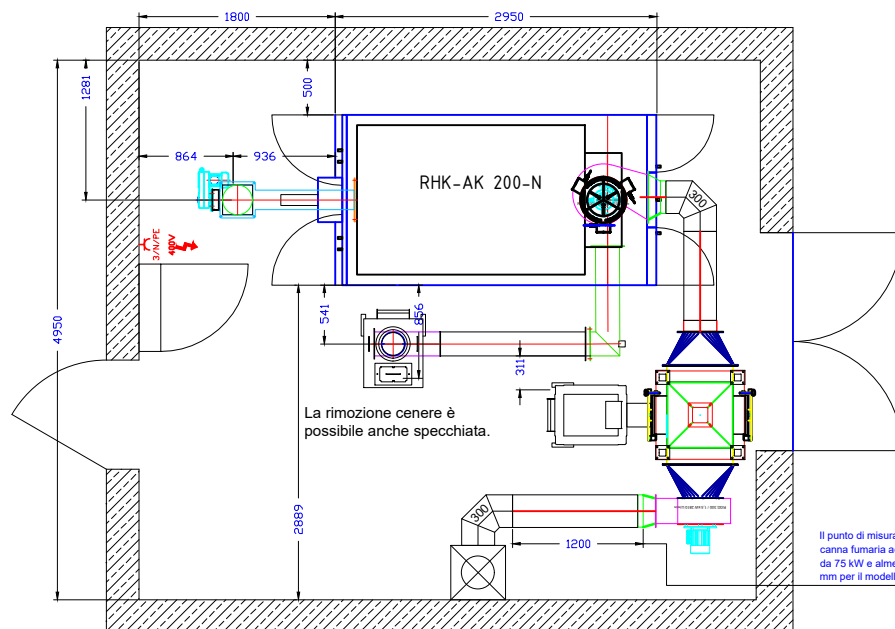 1800
2950
1281
500
864
936
RHK-AK 200-N
300
3/N/PE
400V
4950
541
856
311
La rimozione cenere è
possibile anche specchiata.
2889
300
1200
Il punto di misura
canna fumaria a
da 75 kW e alme
mm per il modell